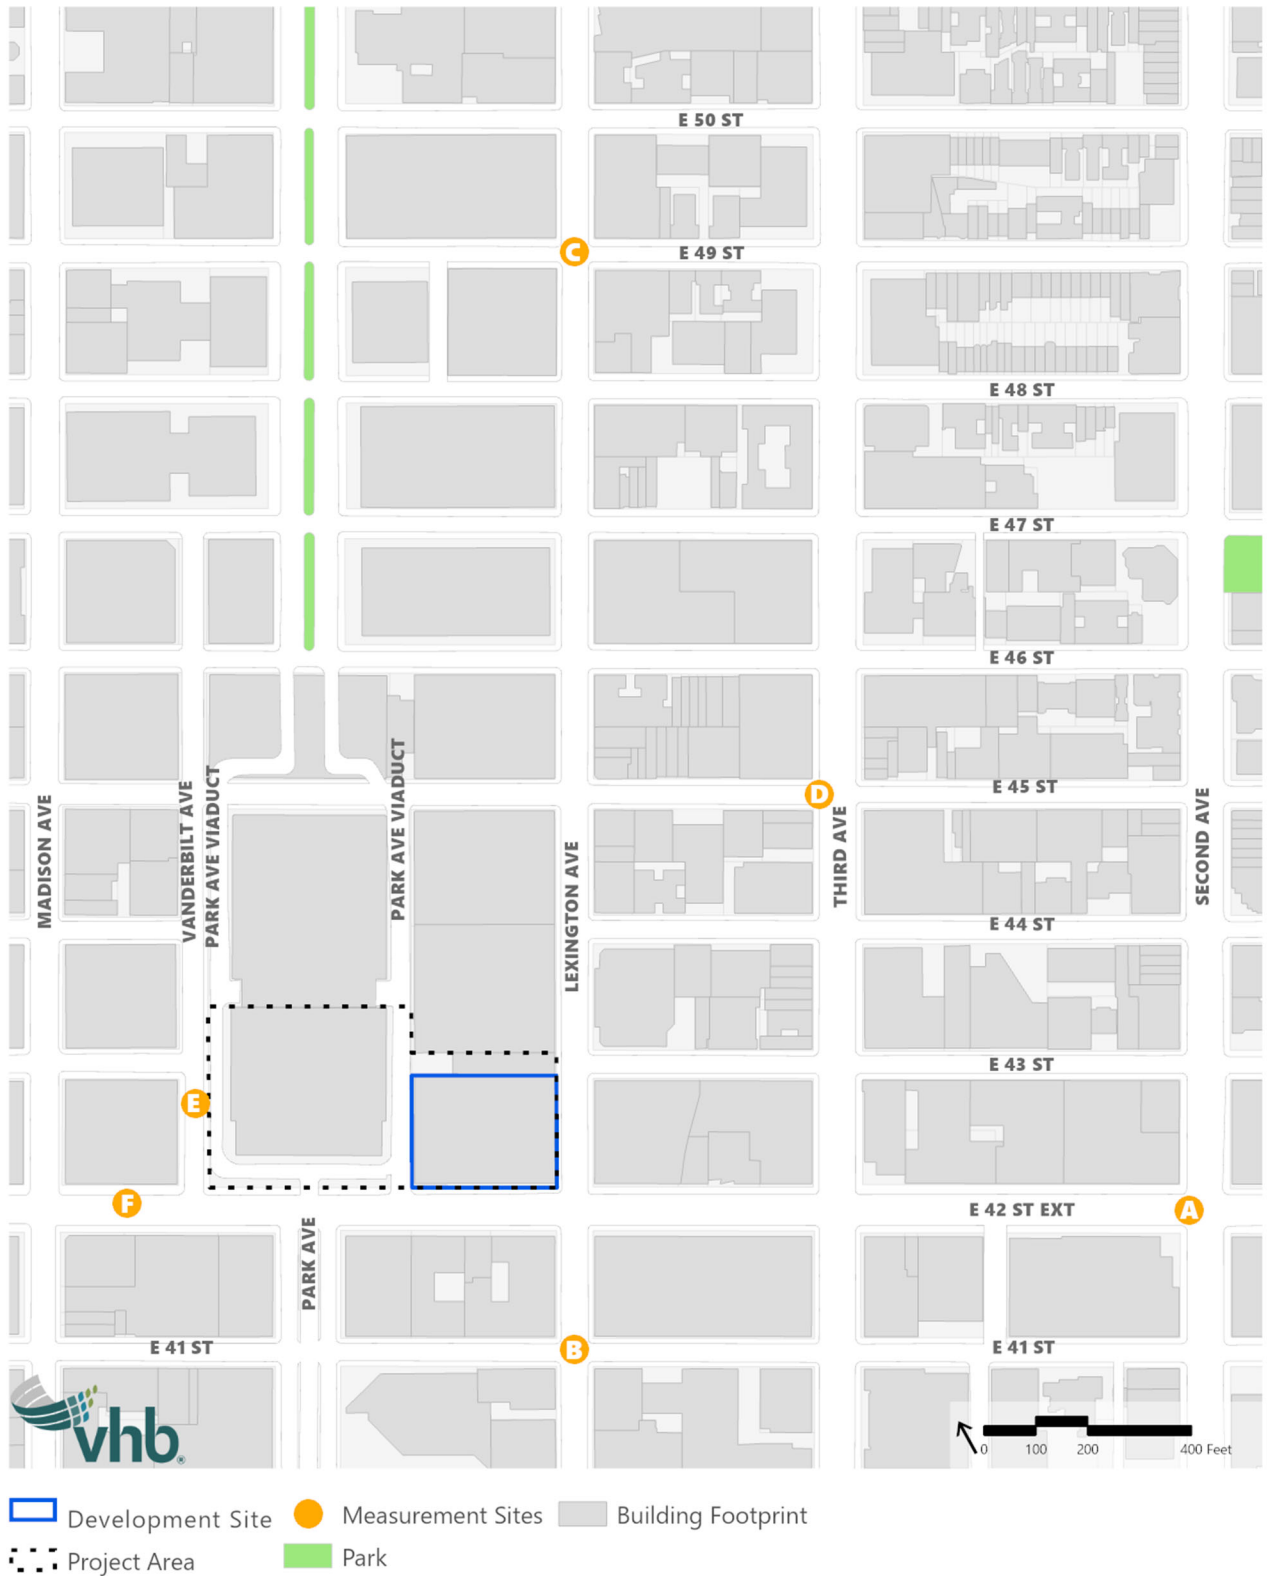 E 50 ST
C
E 49 ST
E 48 ST
E 47 ST
E 46 ST
E 45 ST
D
MADISON AVE
VANDERBILT AVE
PARK AVE VIADUCT
PARK AVE VIADUCT
LEXINGTON AVE
THIRD AVE
SECOND AVE
E 44 ST
E 43 ST
E
F
E 42 ST EXT
A
PARK AVE
E 41 ST
B
E 41 ST
vhb®
0 100 200 400 Feet
Development Site
Measurement Sites
Building Footprint
Project Area
Park